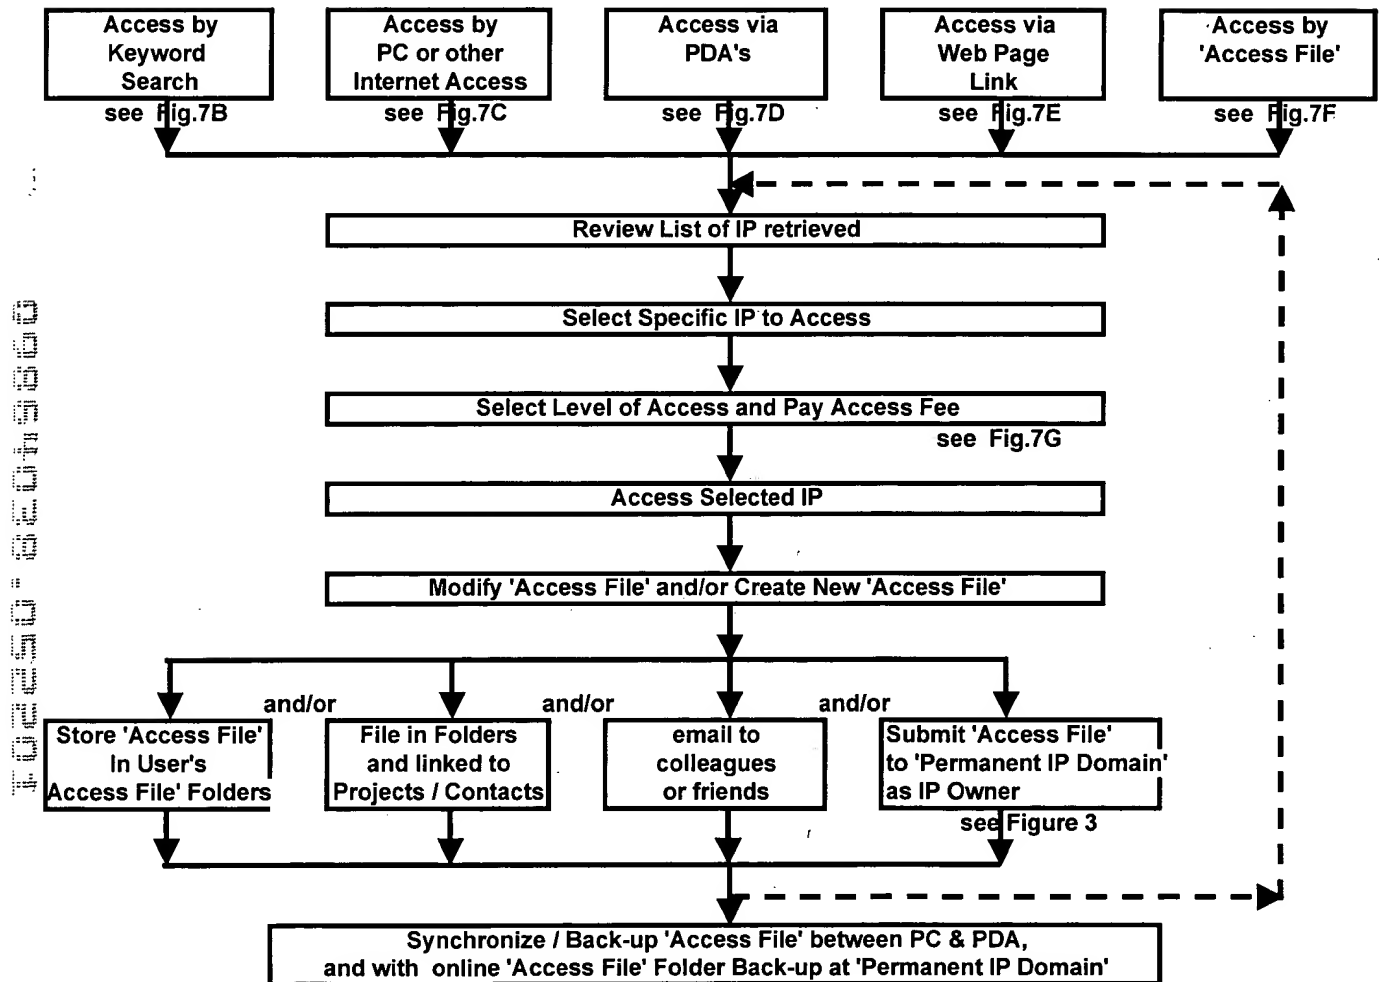 Access by
Keyword
Search
see Fig.7B
Access by
PC or other
Internet Access
see Fig.7C
Access via
PDA's
see Fig.7D
Access via
Web Page
Link
see Fig.7E
Access by
'Access File'
see Fig.7F
Review List of IP retrieved
Select Specific IP to Access
Select Level of Access and Pay Access Fee
see Fig.7G
Access Selected IP
Modify 'Access File' and/or Create New 'Access File'
Store 'Access File'
In User's
Access File' Folders
and/or
File in Folders
and linked to
Projects / Contacts
and/or
email to
colleagues
or friends
and/or
Submit 'Access File'
to 'Permanent IP Domain'
as IP Owner
see Figure 3
Synchronize / Back-up 'Access File' between PC & PDA,
and with online 'Access File' Folder Back-up at 'Permanent IP Domain'
09854039.052201